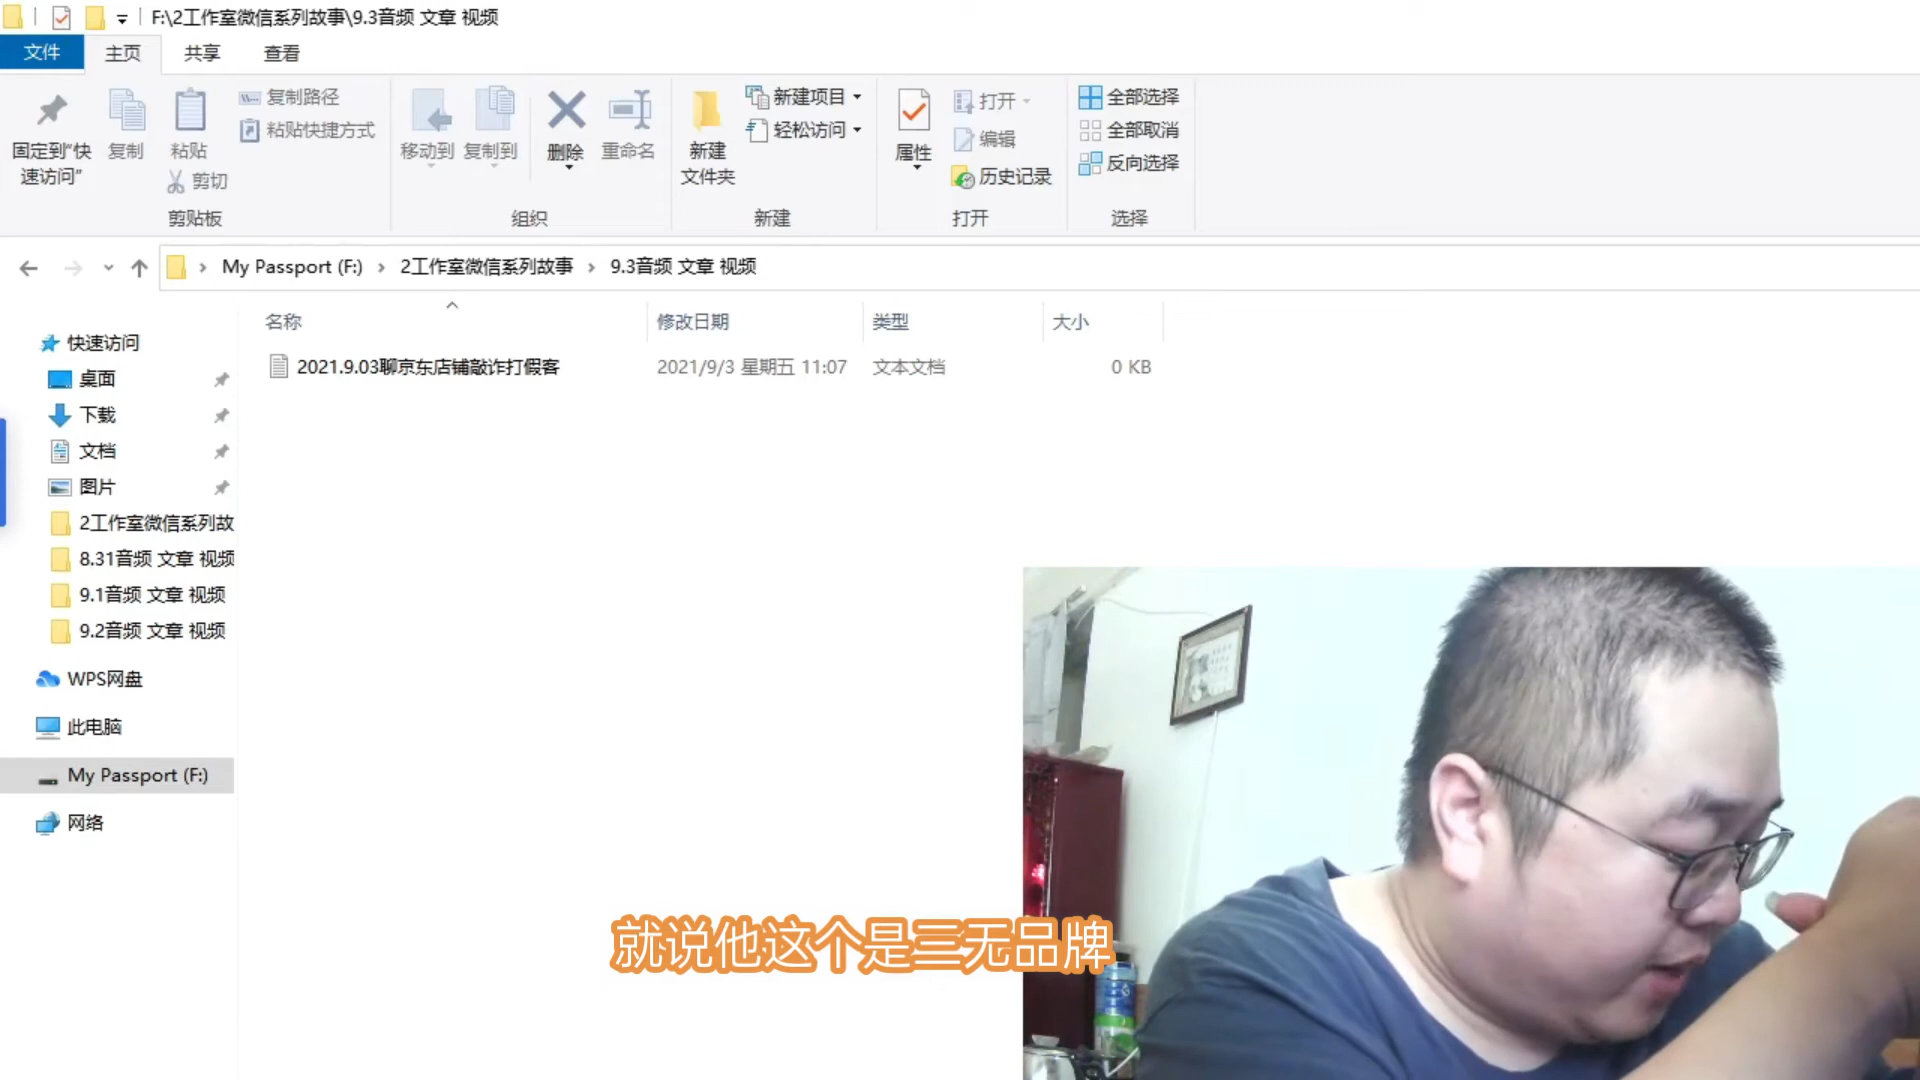 F:\2工作室微信系列故事\9.3音频 文章 视频
文件 主页 共享 查看
固定到"快速访问"
复制
粘贴
复制路径
粘贴快捷方式
剪切
剪贴板
移动到
复制到
删除
重命名
组织
新建文件夹
新建项目
轻松访问
新建
属性
打开
编辑
历史记录
打开
全部选择
全部取消
反向选择
选择
My Passport (F:) › 2工作室微信系列故事 › 9.3音频 文章 视频
名称 修改日期 类型 大小
2021.9.03聊京东店铺敲诈打假客 2021/9/3 星期五 11:07 文本文档 0 KB
快速访问
桌面
下载
文档
图片
2工作室微信系列故
8.31音频 文章 视频
9.1音频 文章 视频
9.2音频 文章 视频
WPS网盘
此电脑
My Passport (F:)
网络
就说他这个是三无品牌